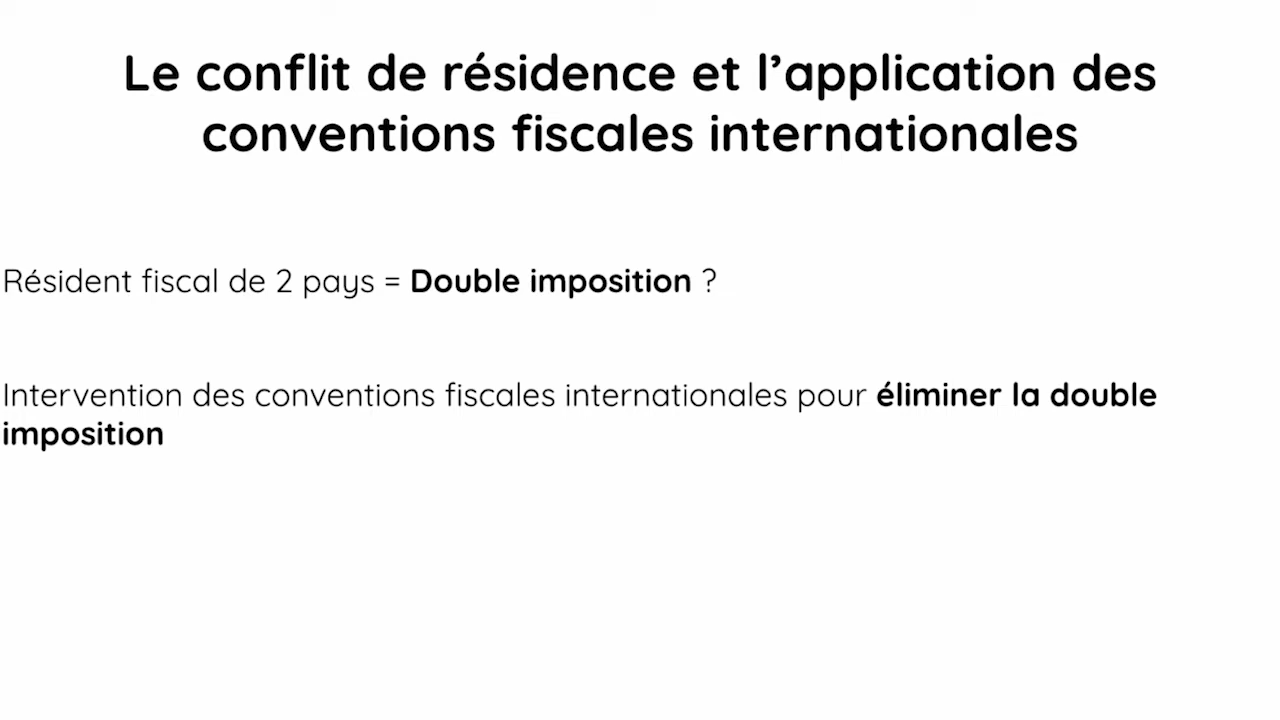 Le conflit de résidence et l’application des
conventions fiscales internationales
Résident fiscal de 2 pays = Double imposition ?
Intervention des conventions fiscales internationales pour éliminer la double
imposition